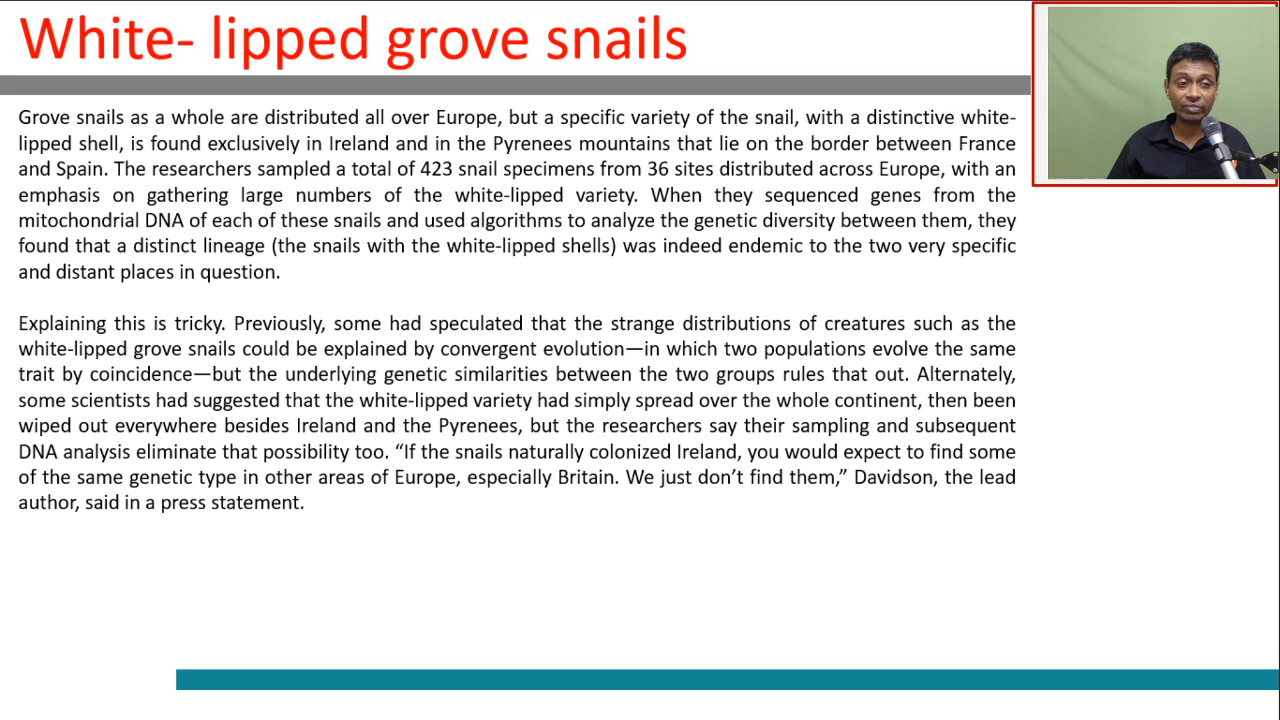 White- lipped grove snails
Grove snails as a whole are distributed all over Europe, but a specific variety of the snail, with a distinctive white-
lipped shell, is found exclusively in Ireland and in the Pyrenees mountains that lie on the border between France
and Spain. The researchers sampled a total of 423 snail specimens from 36 sites distributed across Europe, with an
emphasis on gathering large numbers of the white-lipped variety. When they sequenced genes from the
mitochondrial DNA of each of these snails and used algorithms to analyze the genetic diversity between them, they
found that a distinct lineage (the snails with the white-lipped shells) was indeed endemic to the two very specific
and distant places in question.
Explaining this is tricky. Previously, some had speculated that the strange distributions of creatures such as the
white-lipped grove snails could be explained by convergent evolution—in which two populations evolve the same
trait by coincidence—but the underlying genetic similarities between the two groups rules that out. Alternately,
some scientists had suggested that the white-lipped variety had simply spread over the whole continent, then been
wiped out everywhere besides Ireland and the Pyrenees, but the researchers say their sampling and subsequent
DNA analysis eliminate that possibility too. “If the snails naturally colonized Ireland, you would expect to find some
of the same genetic type in other areas of Europe, especially Britain. We just don’t find them,” Davidson, the lead
author, said in a press statement.